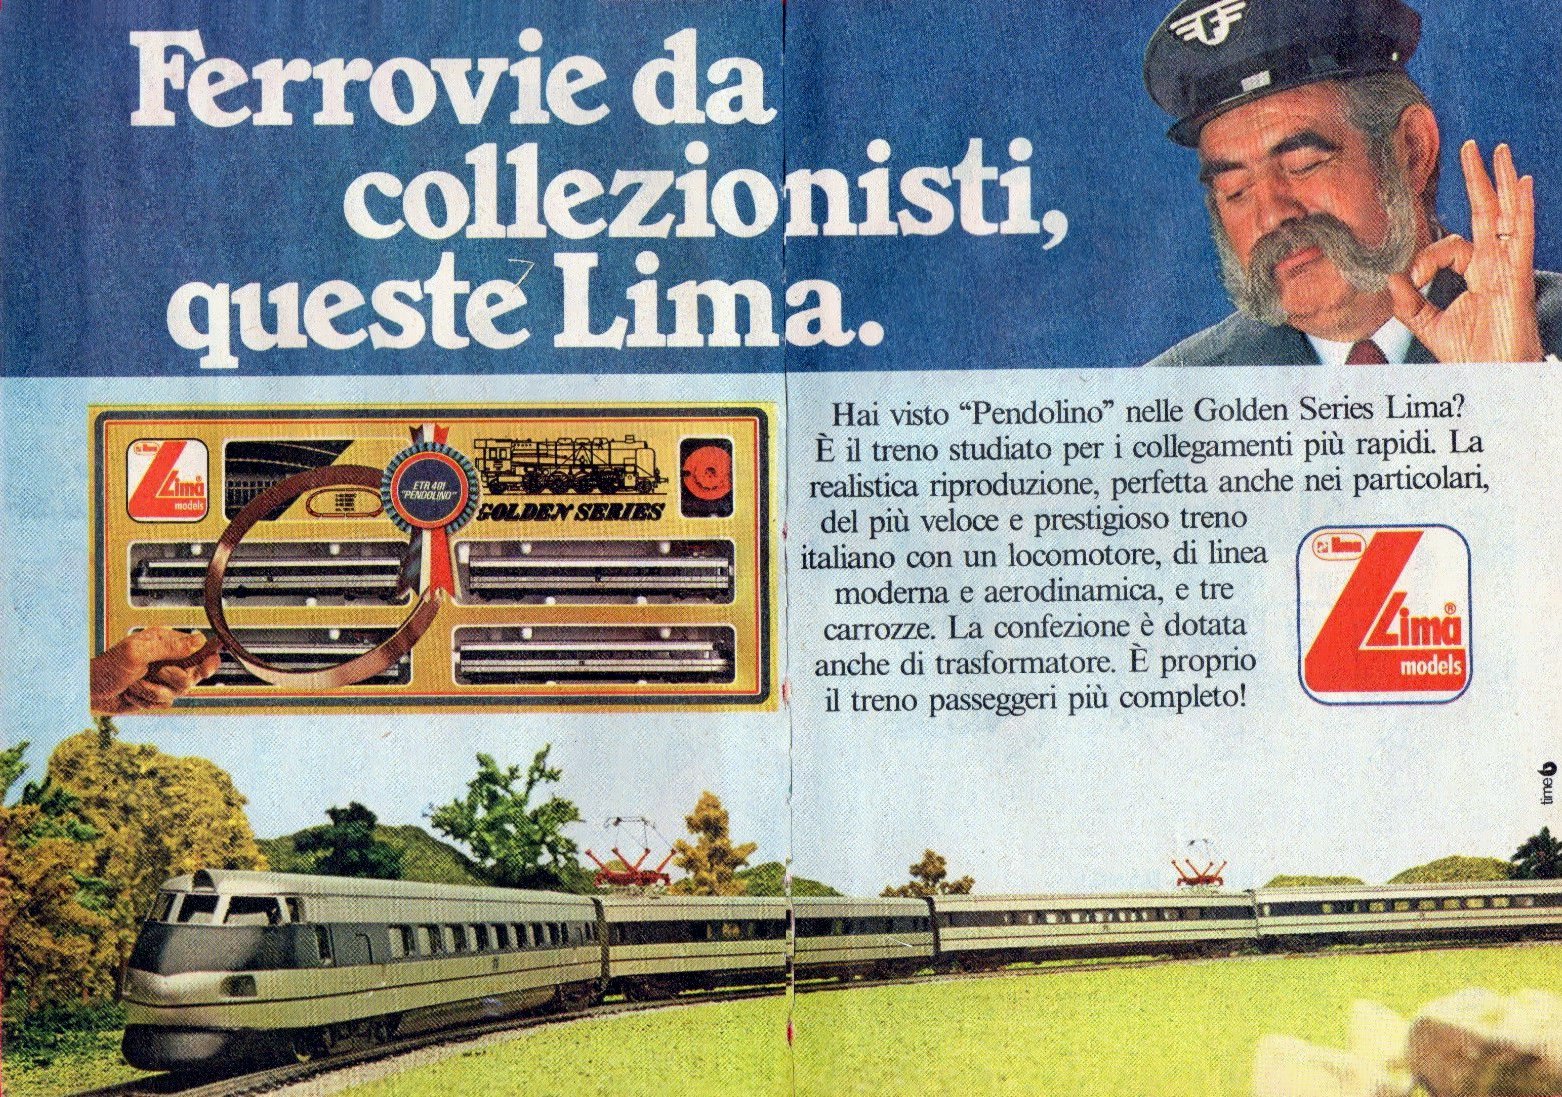 Ferrovie da
collezionisti,
queste Lima.
Hai visto “Pendolino” nelle Golden Series Lima?
È il treno studiato per i collegamenti più rapidi. La
realistica riproduzione, perfetta anche nei particolari,
del più veloce e prestigioso treno
italiano con un locomotore, di linea
moderna e aerodinamica, e tre
carrozze. La confezione è dotata
anche di trasformatore. È proprio
il treno passeggeri più completo!
Lima
Lima
models
ETR 401
"PENDOLINO"
GOLDEN SERIES
Lima
Lima®
models
time